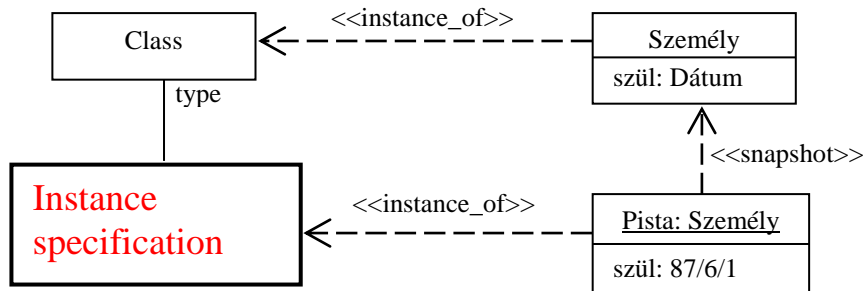 <<instance_of>>
Class
Személy
szül: Dátum
type
<<snapshot>>
Instance
specification
<<instance_of>>
Pista: Személy
szül: 87/6/1